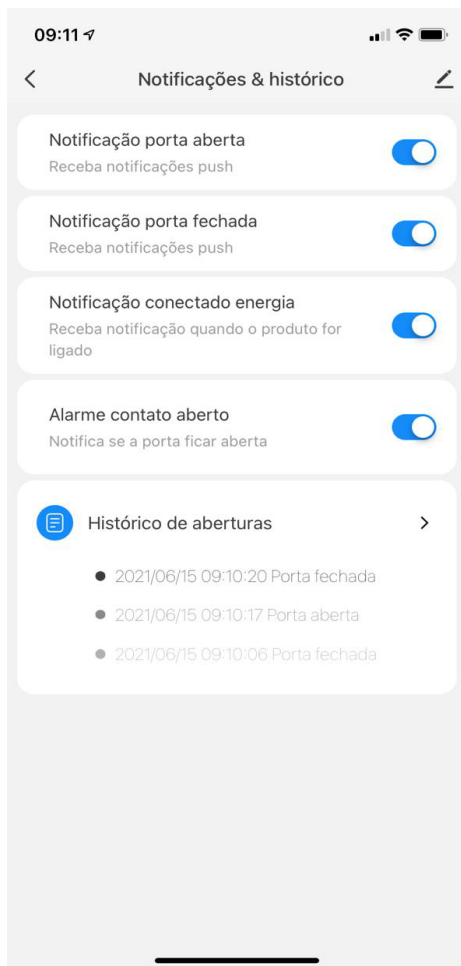 09:11
Notificações & histórico
Notificação porta aberta
Receba notificações push
Notificação porta fechada
Receba notificações push
Notificação conectado energia
Receba notificação quando o produto for
ligado
Alarme contato aberto
Notifica se a porta ficar aberta
Histórico de aberturas
2021/06/15 09:10:20 Porta fechada
2021/06/15 09:10:17 Porta aberta
2021/06/15 09:10:06 Porta fechada